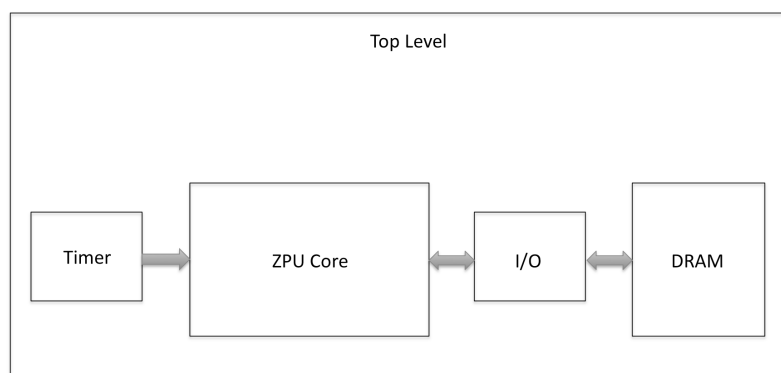 Top Level
Timer
ZPU Core
I/O
DRAM